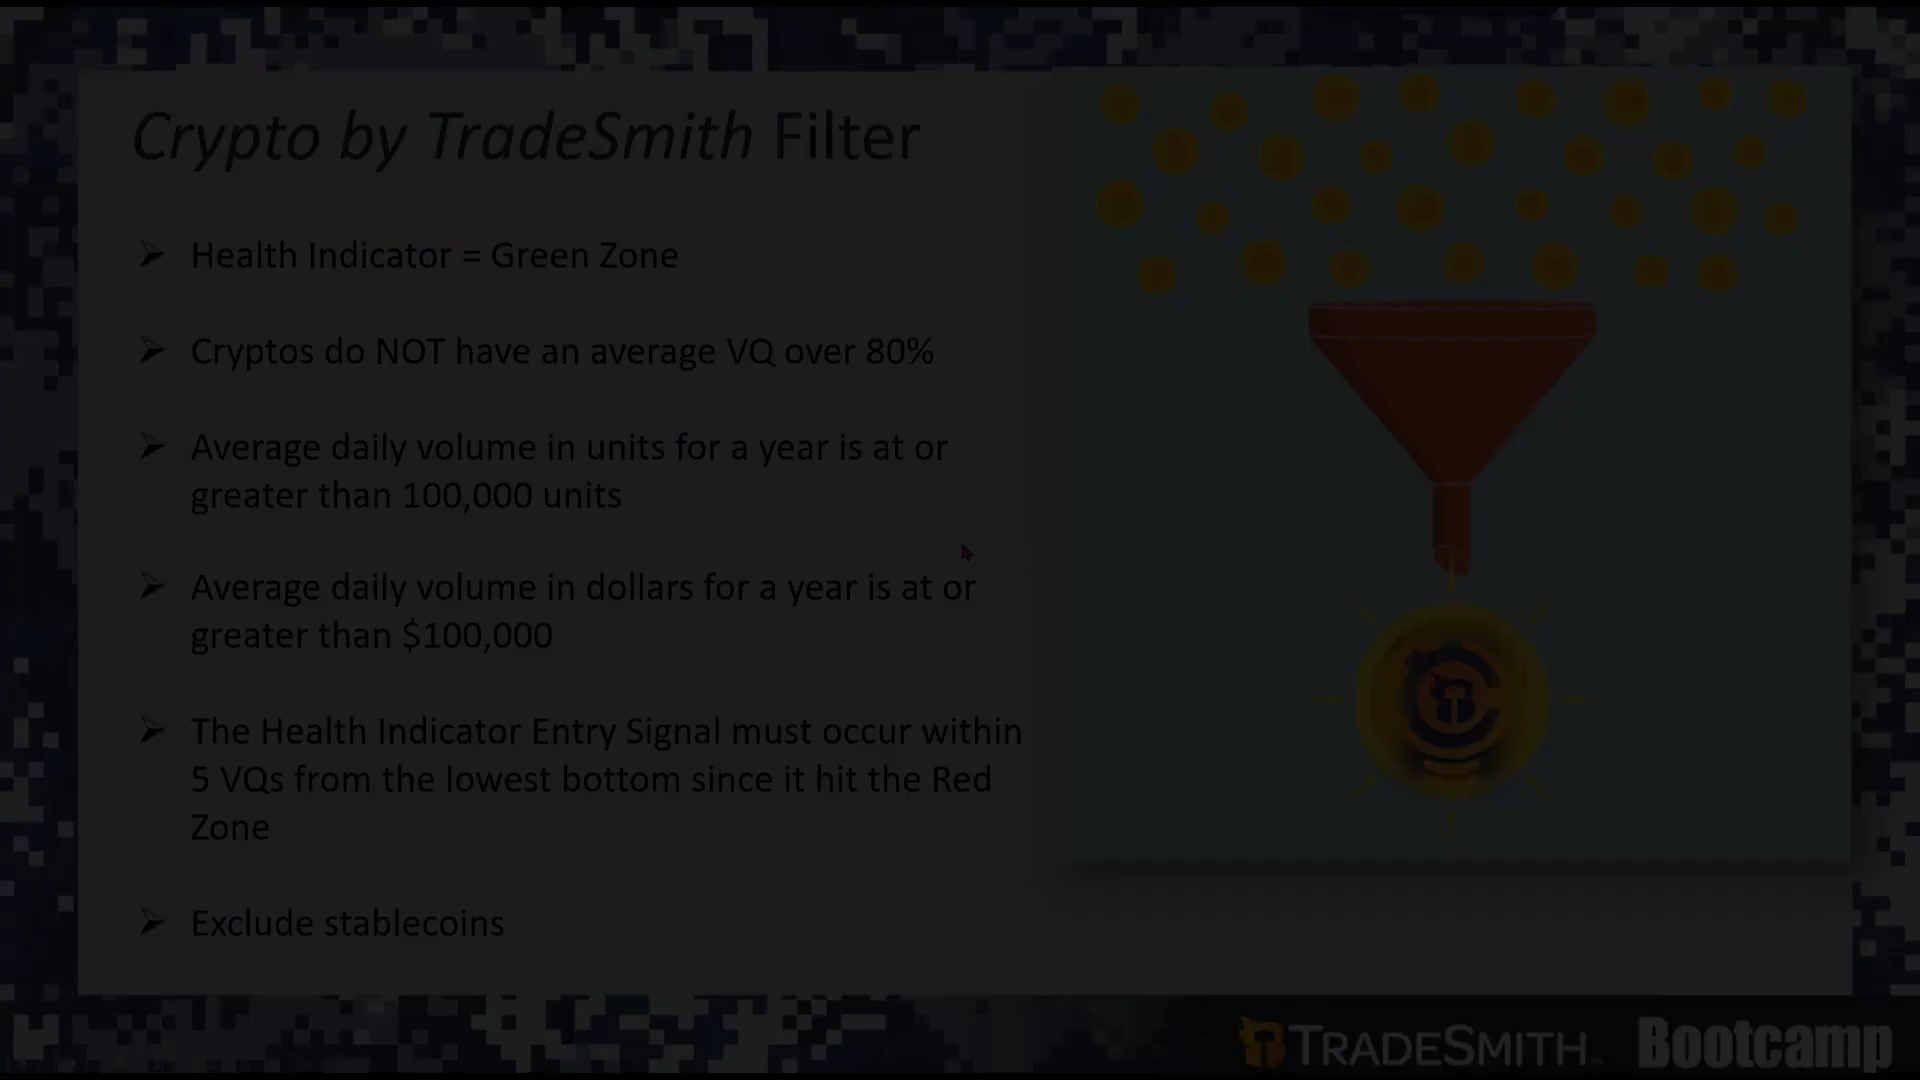 Crypto by TradeSmith Filter
➢ Health Indicator = Green Zone
➢ Cryptos do NOT have an average VQ over 80%
➢ Average daily volume in units for a year is at or
greater than 100,000 units
➢ Average daily volume in dollars for a year is at or
greater than $100,000
➢ The Health Indicator Entry Signal must occur within
5 VQs from the lowest bottom since it hit the Red
Zone
➢ Exclude stablecoins
TRADESMITH™ Bootcamp